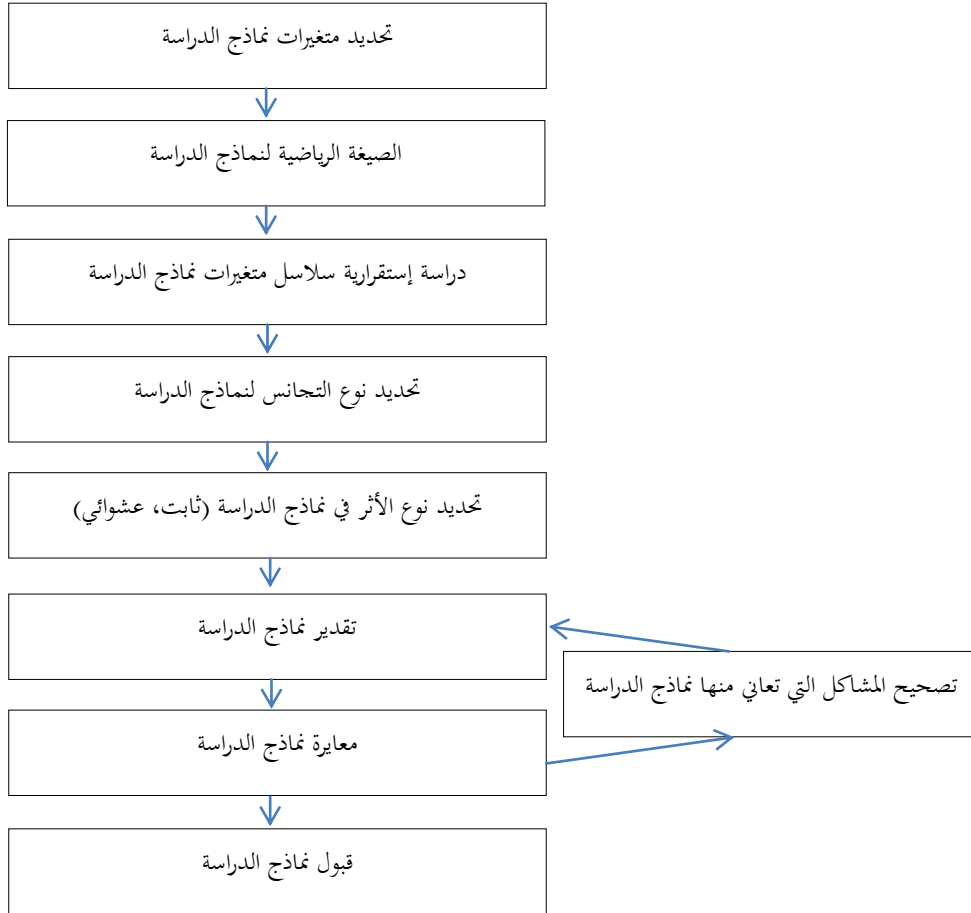 تحديد متغيرات نماذج الدراسة
الصيغة الرياضية لنماذج الدراسة
دراسة إستقرارية سلاسل متغيرات نماذج الدراسة
تحديد نوع التجانس لنماذج الدراسة
تحديد نوع الأثر في نماذج الدراسة (ثابت، عشوائي)
تقدير نماذج الدراسة
تصحيح المشاكل التي تعاني منها نماذج الدراسة
معايرة نماذج الدراسة
قبول نماذج الدراسة